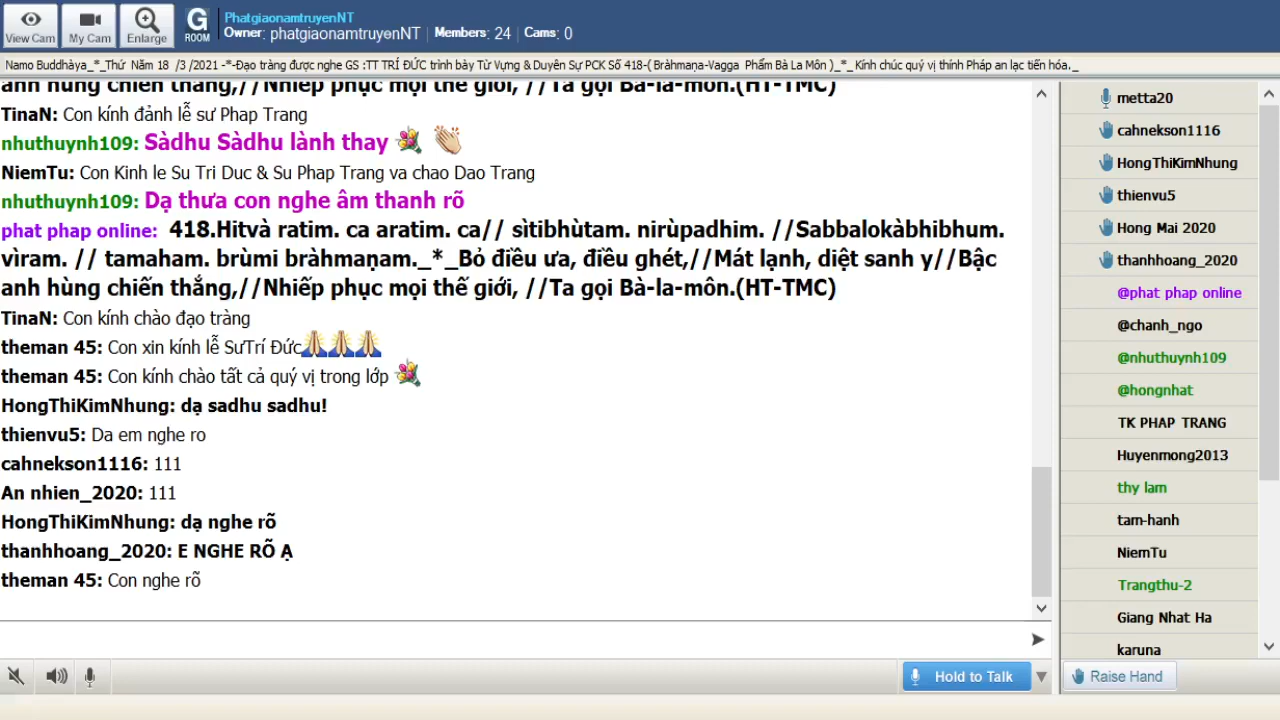 View Cam
My Cam
Enlarge
G
ROOM
PhatgiaonamtruyenNT
Owner: phatgiaonamtruyenNT | Members: 24 | Cams: 0
Namo Buddhàya_*_Thứ Năm 18 /3 /2021 -*-Đạo tràng được nghe GS :TT TRÍ ĐỨC trình bày Từ Vựng & Duyên Sự PCK Số 418-( Bràhmaṇa-Vagga Phẩm Bà La Môn )_*_ Kính chúc quý vị thính Pháp an lạc tiến hóa._
anh hùng chiến thắng,//Nhiếp phục mọi thế giới, //Ta gọi Bà-la-môn.(HT-TMC)
TinaN: Con kính đảnh lễ sư Phap Trang
nhuthuynh109: Sàdhu Sàdhu lành thay
NiemTu: Con Kinh le Su Tri Duc & Su Phap Trang va chao Dao Trang
nhuthuynh109: Dạ thưa con nghe âm thanh rõ
phat phap online: 418.Hitvà ratim. ca aratim. ca// sìtibhùtam. nirùpadhim. //Sabbalokàbhibhum.
vìram. // tamaham. brùmi bràhmaṇam._*_Bỏ điều ưa, điều ghét,//Mát lạnh, diệt sanh y//Bậc
anh hùng chiến thắng,//Nhiếp phục mọi thế giới, //Ta gọi Bà-la-môn.(HT-TMC)
TinaN: Con kính chào đạo tràng
theman 45: Con xin kính lễ SưTrí Đức
theman 45: Con kính chào tất cả quý vị trong lớp
HongThiKimNhung: dạ sadhu sadhu!
thienvu5: Da em nghe ro
cahnekson1116: 111
An nhien_2020: 111
HongThiKimNhung: dạ nghe rõ
thanhhoang_2020: E NGHE RÕ Ạ
theman 45: Con nghe rõ
Hold to Talk
metta20
cahnekson1116
HongThiKimNhung
thienvu5
Hong Mai 2020
thanhhoang_2020
@phat phap online
@chanh_ngo
@nhuthuynh109
@hongnhat
TK PHAP TRANG
Huyenmong2013
thy lam
tam-hanh
NiemTu
Trangthu-2
Giang Nhat Ha
karuna
Raise Hand